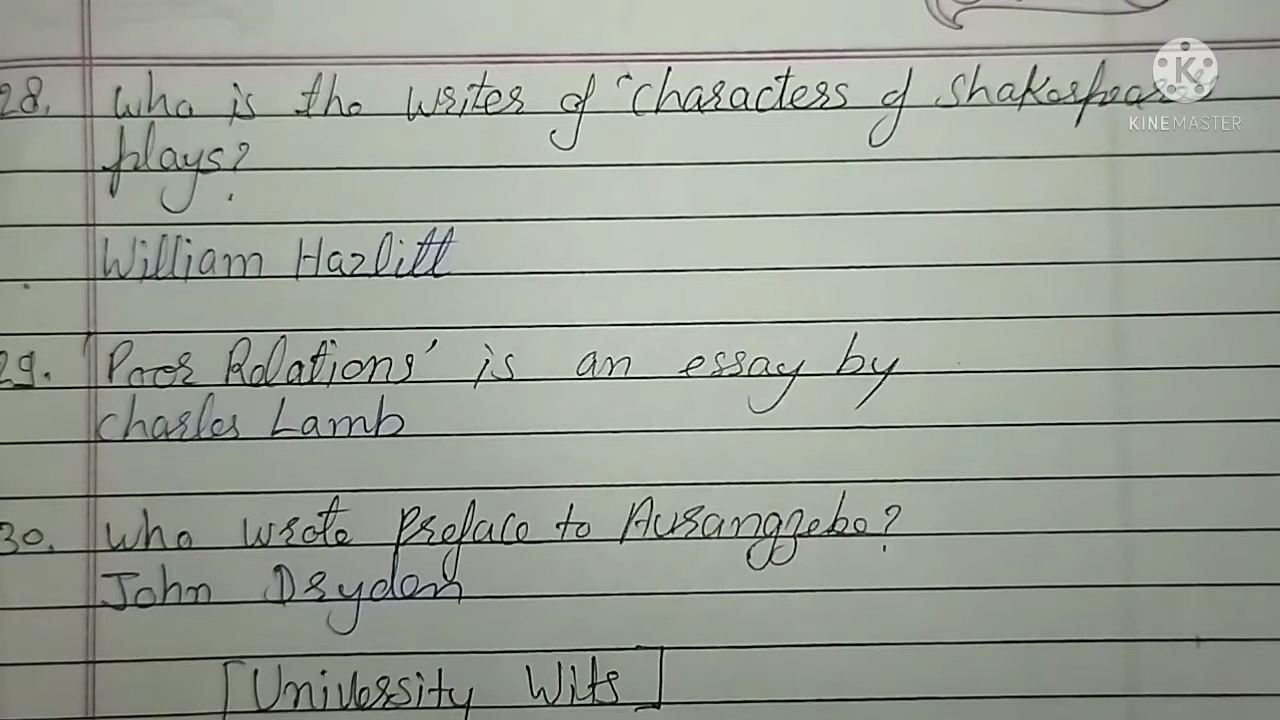 28. Who is the writer of "characters of Shakespeare's
KINEMASTER
plays?
William Hazlitt
29. 'Poor Relations' is an essay by
Charles Lamb
30. Who wrote Preface to Aurangzebe?
John Dryden
[University Wits]